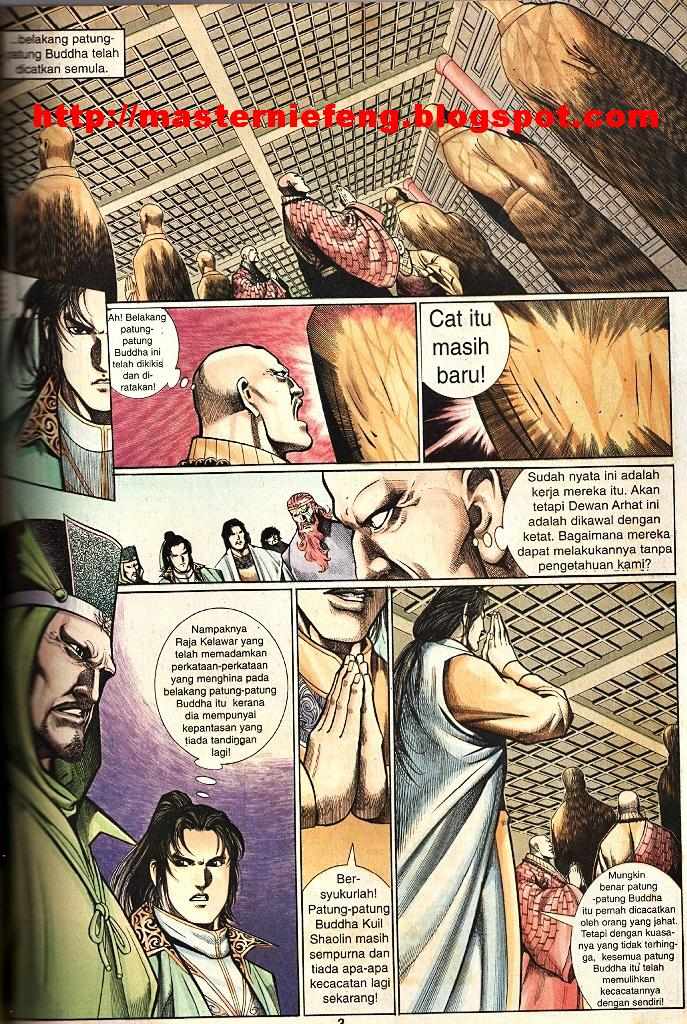 ...belakang patung-
patung Buddha telah
dicatkan semula.
http://masterniefeng.blogspot.com
Ah! Belakang
patung-
patung
Buddha ini
telah dikikis
dan di-
ratakan!
Cat itu
masih
baru!
Sudah nyata ini adalah
kerja mereka itu. Akan
tetapi Dewan Arhat ini
adalah dikawal dengan
ketat. Bagaimana mereka
dapat melakukannya tanpa
pengetahuan kami?
Nampaknya
Raja Kelawar yang
telah memadamkan
perkataan-perkataan
yang menghina pada
belakang patung-patung
Buddha itu kerana
dia mempunyai
kepantasan yang
tiada tandingan
lagi!
Ber-
syukurlah!
Patung-patung
Buddha Kuil
Shaolin masih
sempurna dan
tiada apa-apa
kecacatan lagi
sekarang!
Mungkin
benar patung
-patung Buddha
itu pernah dicacatkan
oleh orang yang jahat.
Tetapi dengan kuasa-
nya yang tidak terhing-
ga, kesemua patung
Buddha itu telah
memulihkan
kecacatannya
dengan sendiri!
3